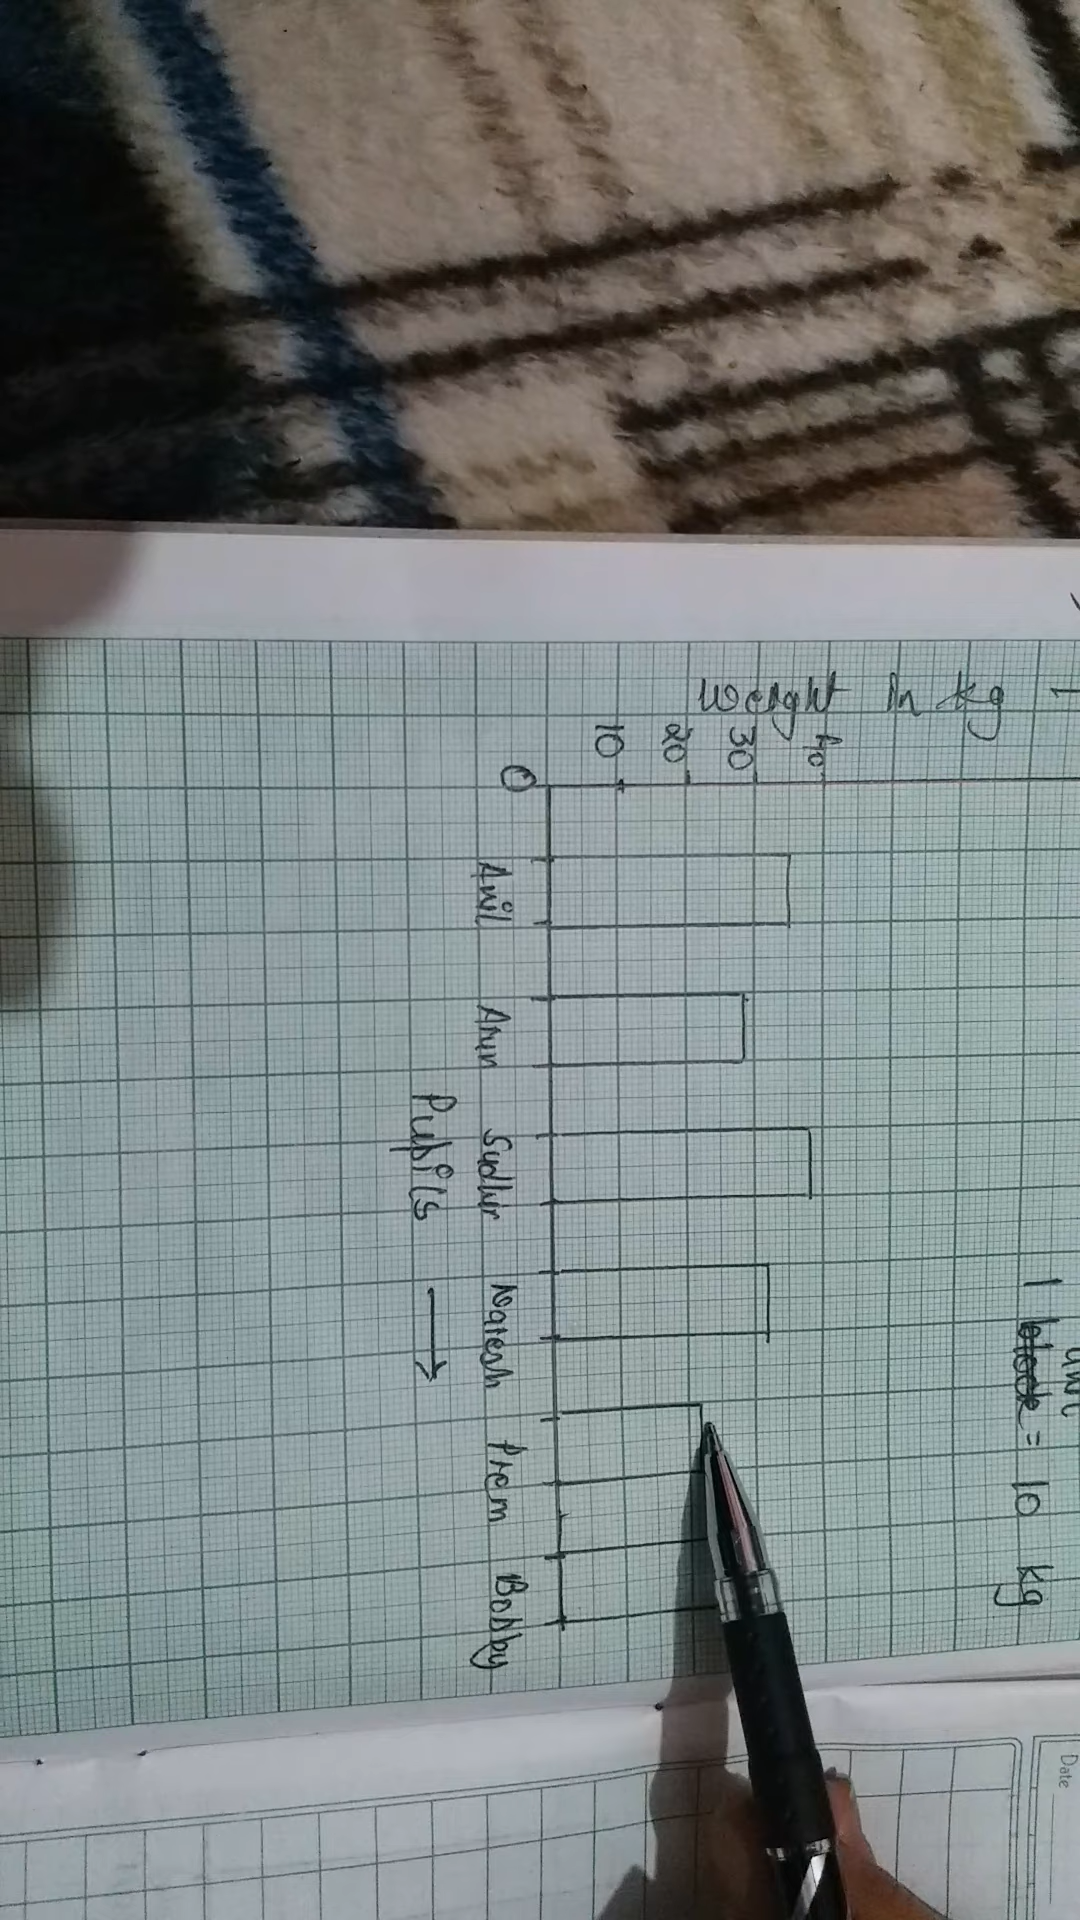 unit
1 block = 10 kg
Weight in kg
40
30
20
10
0
Anil Arun Sudhir Naresh Prem Bobby
Pupils →
Date